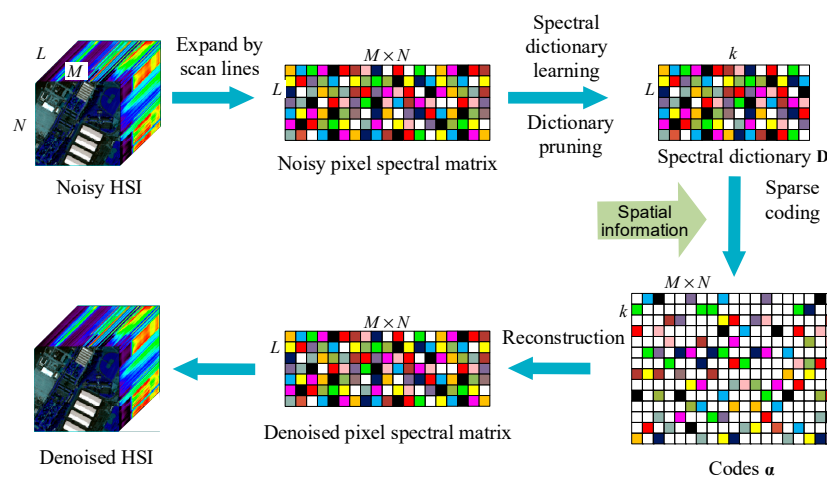 L
M
N
Noisy HSI
Expand by
scan lines
M×N
L
Noisy pixel spectral matrix
Spectral
dictionary
learning
Dictionary
pruning
k
L
Spectral dictionary D
Spatial
information
Sparse
coding
M×N
k
Codes α
Reconstruction
M×N
L
Denoised pixel spectral matrix
Denoised HSI